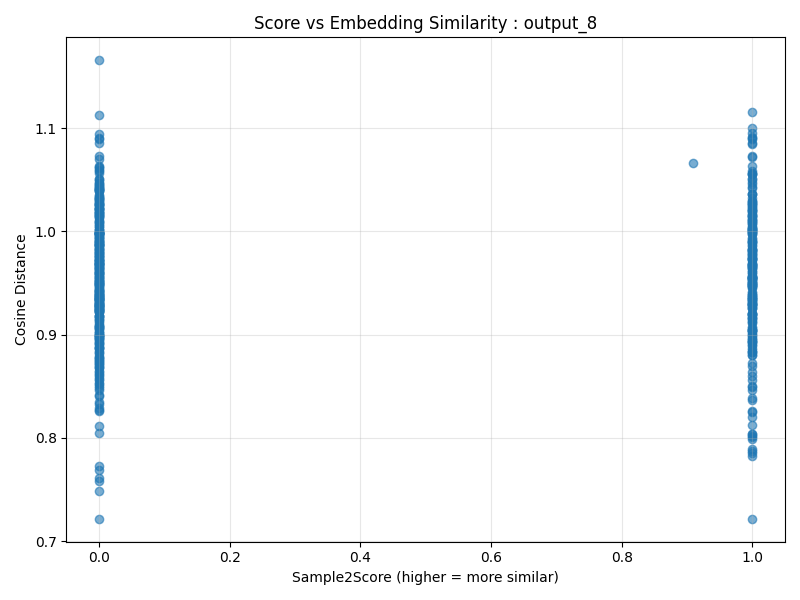 Score vs Embedding Similarity : output_8
1.1
1.0
0.9
0.8
0.7
Cosine Distance
0.0 0.2 0.4 0.6 0.8 1.0
Sample2Score (higher = more similar)